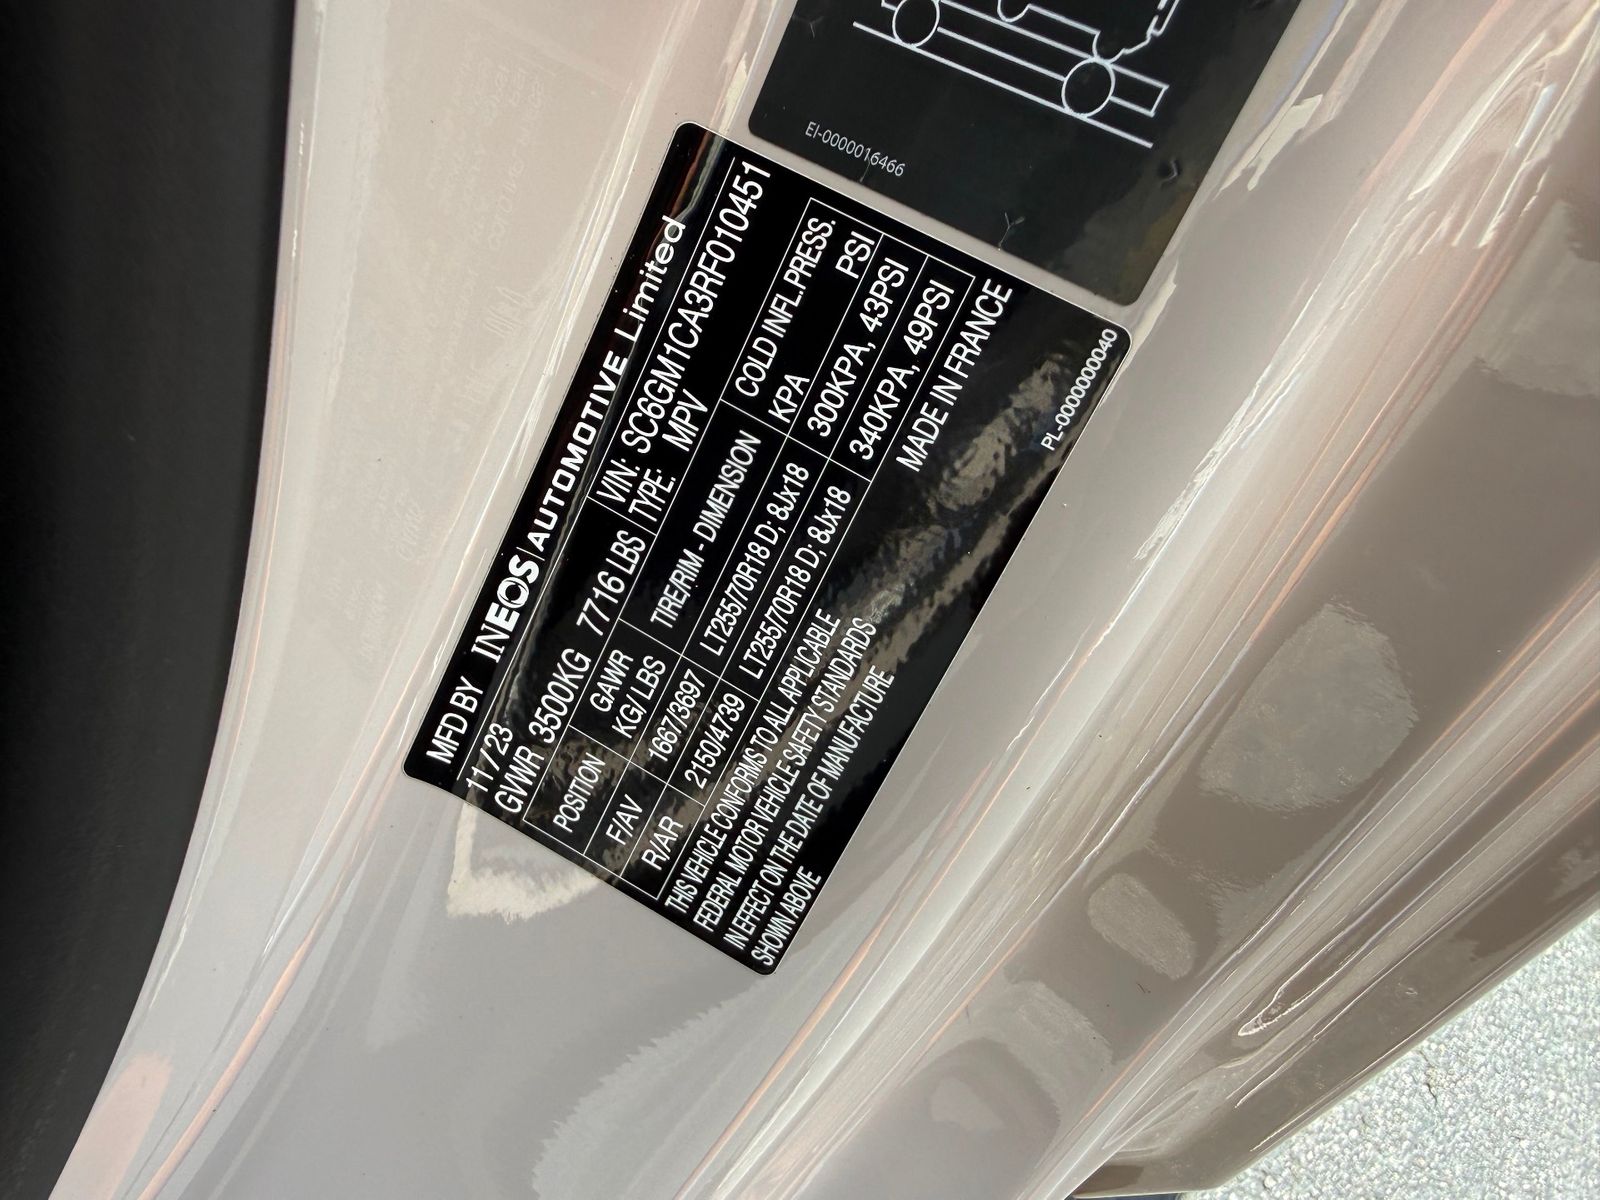 EI-0000016466
MFD BY INEOS | AUTOMOTIVE Limited
11/23 VIN: SC6GM1CA3RF010451
GVWR 3500KG 7716 LBS TYPE: MPV
POSITION GAWR KG/LBS TIRE/RIM - DIMENSION COLD INFL.PRESS. KPA PSI
F/AV 1667/3697 LT255/70R18 D; 8Jx18 300KPA, 43PSI
R/AR 2150/4739 LT255/70R18 D; 8Jx18 340KPA, 49PSI
THIS VEHICLE CONFORMS TO ALL APPLICABLE
FEDERAL MOTOR VEHICLE SAFETY STANDARDS
IN EFFECT ON THE DATE OF MANUFACTURE
SHOWN ABOVE
MADE IN FRANCE
PL-000000040